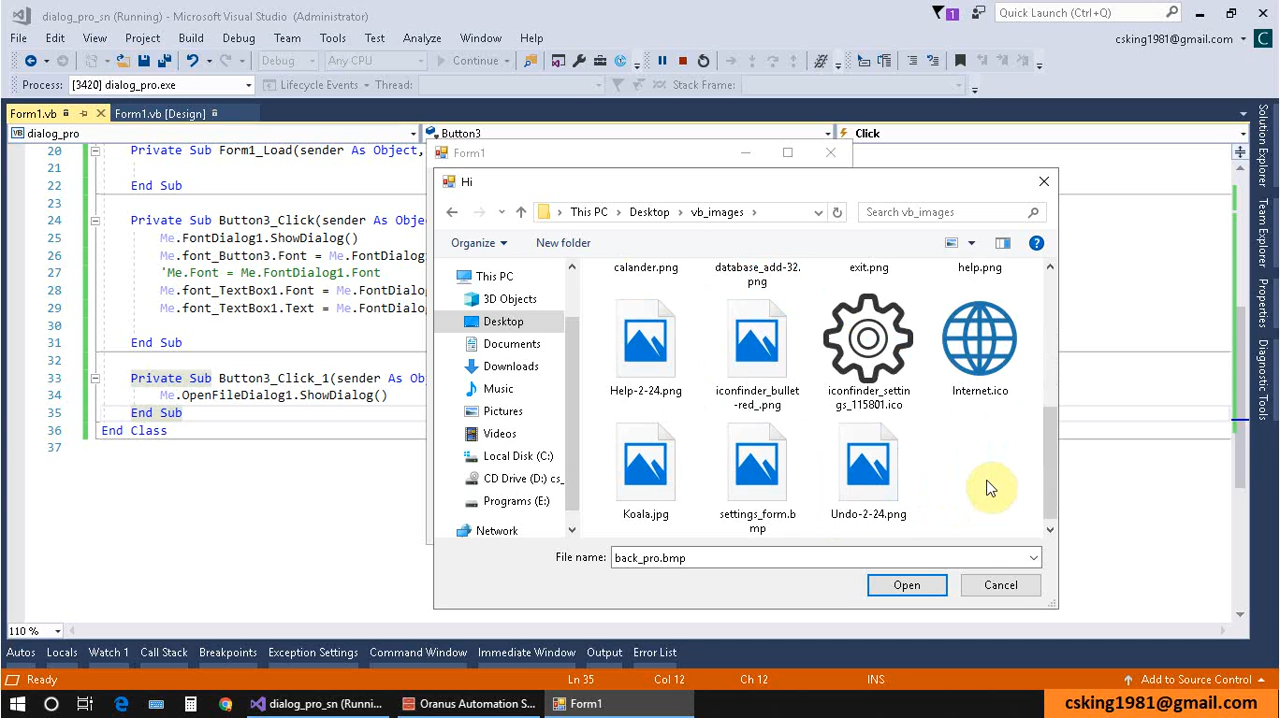 dialog_pro_sn (Running) - Microsoft Visual Studio (Administrator)
1
Quick Launch (Ctrl+Q)
File Edit View Project Build Debug Team Tools Test Analyze Window Help
csking1981@gmail.com
C
Debug Any CPU Continue
Process: [3420] dialog_pro.exe Lifecycle Events Thread: Stack Frame:
Form1.vb Form1.vb [Design]
VB dialog_pro Button3 Click
20 Private Sub Form1_Load(sender As Object,
21
22 End Sub
23
24 Private Sub Button3_Click(sender As Obje
25 Me.FontDialog1.ShowDialog()
26 Me.font_Button3.Font = Me.FontDialog
27 'Me.Font = Me.FontDialog1.Font
28 Me.font_TextBox1.Font = Me.FontDialo
29 Me.font_TextBox1.Text = Me.FontDialo
30
31 End Sub
32
33 Private Sub Button3_Click_1(sender As Ob
34 Me.OpenFileDialog1.ShowDialog()
35 End Sub
36 End Class
37
Form1
Hi
This PC > Desktop > vb_images >
Search vb_images
Organize New folder
This PC
3D Objects
Desktop
Documents
Downloads
Music
Pictures
Videos
Local Disk (C:)
CD Drive (D:) cs_
Programs (E:)
Network
calander.png
database_add-32.
png
exit.png
help.png
Help-2-24.png
iconfinder_bullet
-red_.png
iconfinder_settin
gs_115801.ico
Internet.ico
Koala.jpg
settings_form.b
mp
Undo-2-24.png
File name: back_pro.bmp
Open Cancel
Solution Explorer
Team Explorer
Properties
Diagnostic Tools
110 %
Autos Locals Watch 1 Call Stack Breakpoints Exception Settings Command Window Immediate Window Output Error List
Ready Ln 35 Col 12 Ch 12 INS Add to Source Control
dialog_pro_sn (Runnin... Oranus Automation S... Form1
csking1981@gmail.com